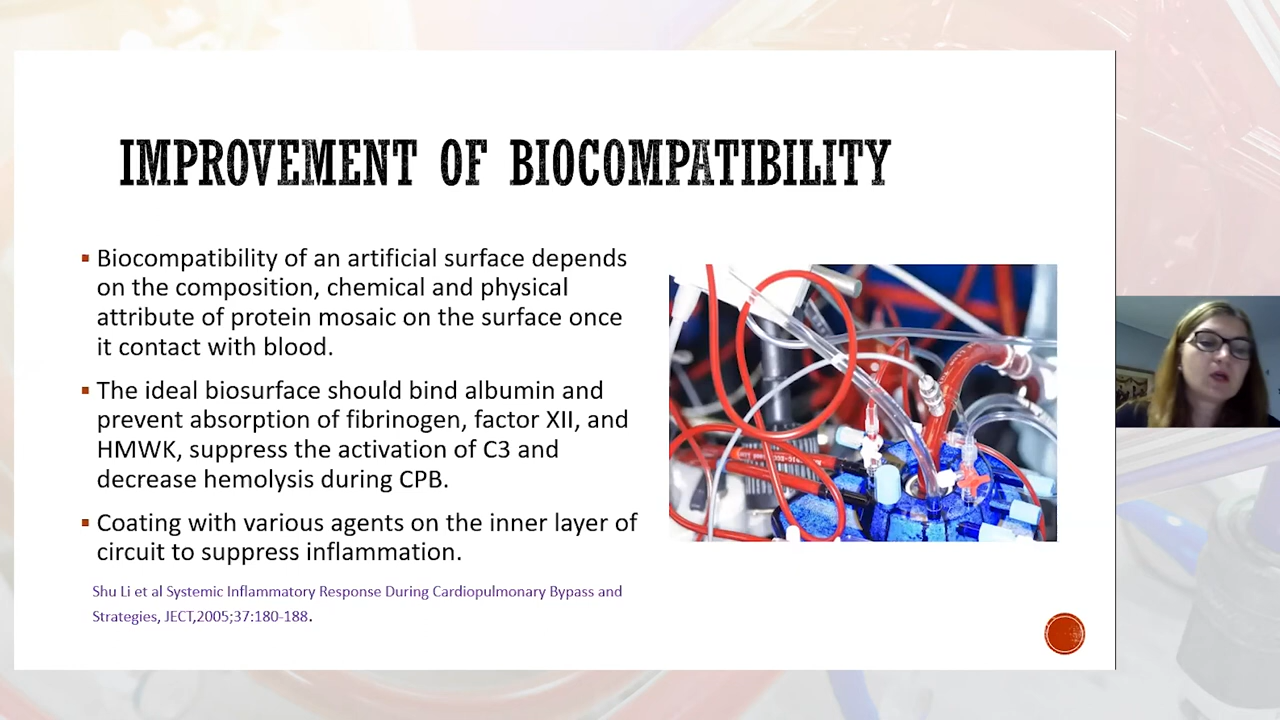 IMPROVEMENT OF BIOCOMPATIBILITY
▪ Biocompatibility of an artificial surface depends
on the composition, chemical and physical
attribute of protein mosaic on the surface once
it contact with blood.
▪ The ideal biosurface should bind albumin and
prevent absorption of fibrinogen, factor XII, and
HMWK, suppress the activation of C3 and
decrease hemolysis during CPB.
▪ Coating with various agents on the inner layer of
circuit to suppress inflammation.
Shu Li et al Systemic Inflammatory Response During Cardiopulmonary Bypass and
Strategies, JECT,2005;37:180-188.